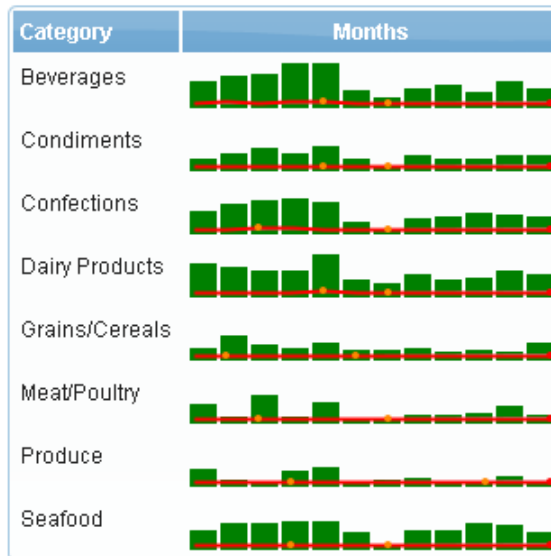 Category Months
Beverages
Condiments
Confections
Dairy Products
Grains/Cereals
Meat/Poultry
Produce
Seafood